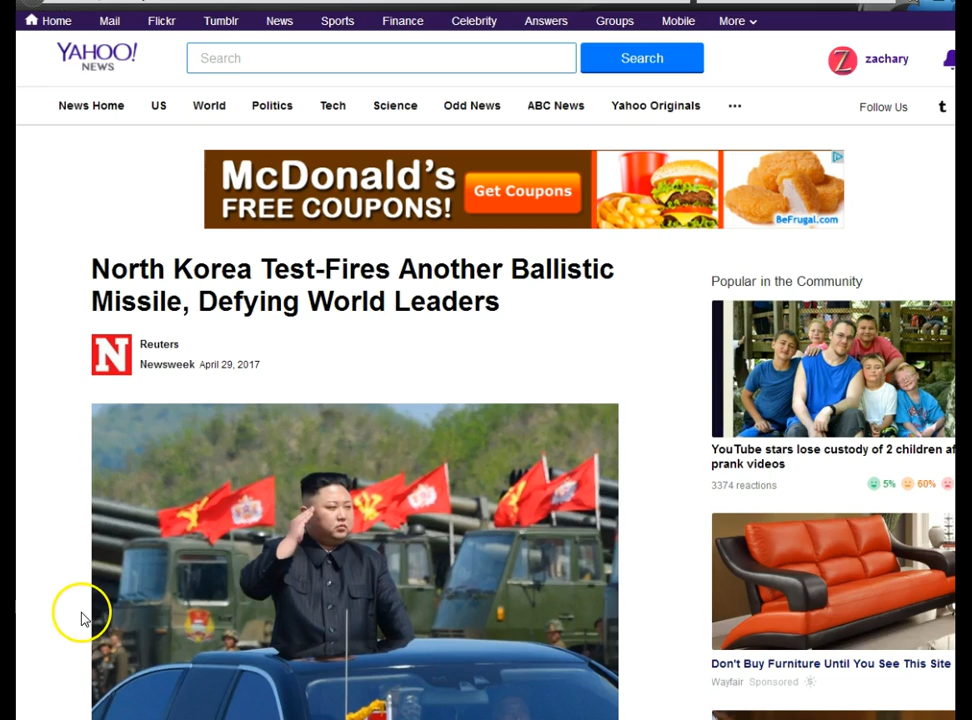 Home Mail Flickr Tumblr News Sports Finance Celebrity Answers Groups Mobile More
YAHOO!
NEWS
Search
Search
Z
zachary
News Home US World Politics Tech Science Odd News ABC News Yahoo Originals ···
Follow Us t
McDonald's
FREE COUPONS!
Get Coupons
BeFrugal.com
North Korea Test-Fires Another Ballistic
Missile, Defying World Leaders
N
Reuters
Newsweek April 29, 2017
Popular in the Community
YouTube stars lose custody of 2 children af
prank videos
3374 reactions
5% 60%
Don't Buy Furniture Until You See This Site
Wayfair Sponsored